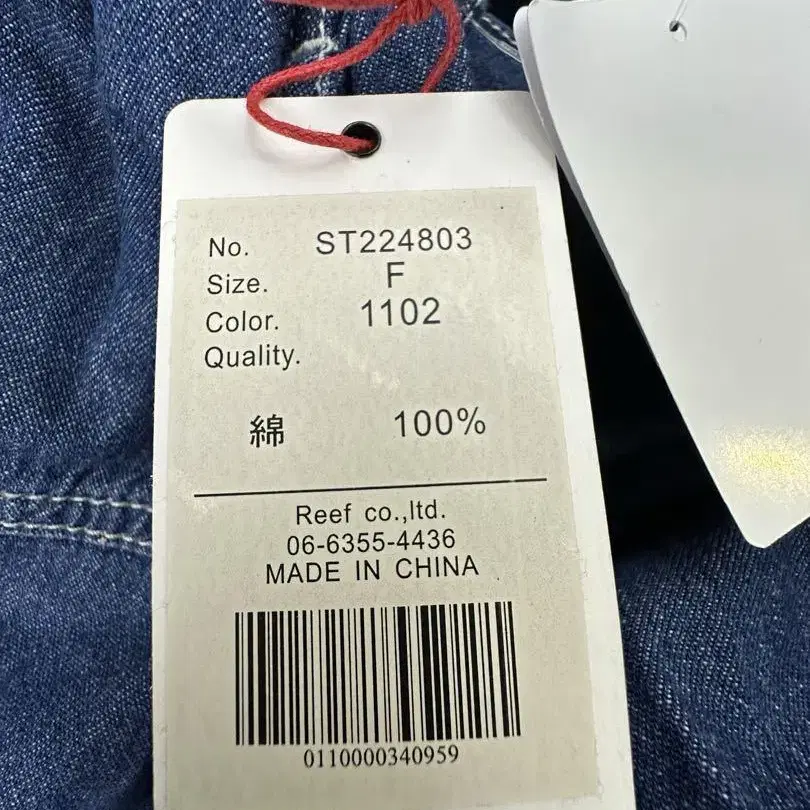 No. ST224803
Size. F
Color. 1102
Quality.
綿 100%
Reef co.,ltd.
06-6355-4436
MADE IN CHINA
0110000340959